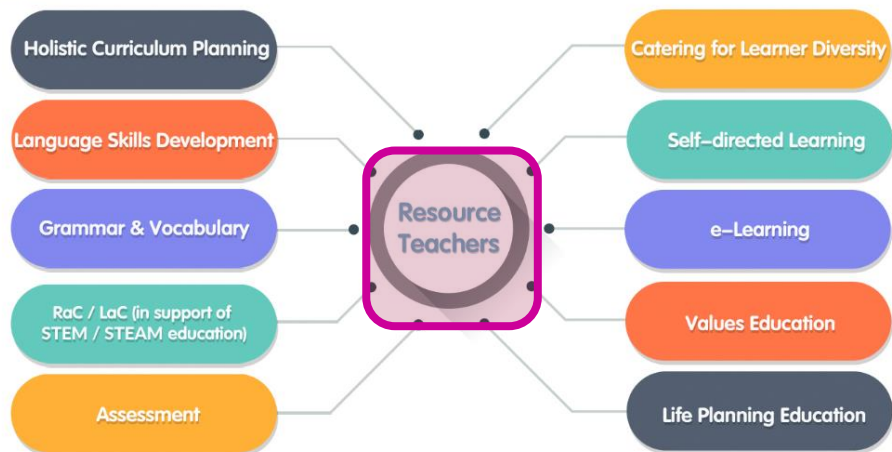 Holistic Curriculum Planning
Language Skills Development
Grammar & Vocabulary
RaC / LaC (in support of
STEM / STEAM education)
Assessment
Resource
Teachers
Catering for Learner Diversity
Self-directed Learning
e-Learning
Values Education
Life Planning Education